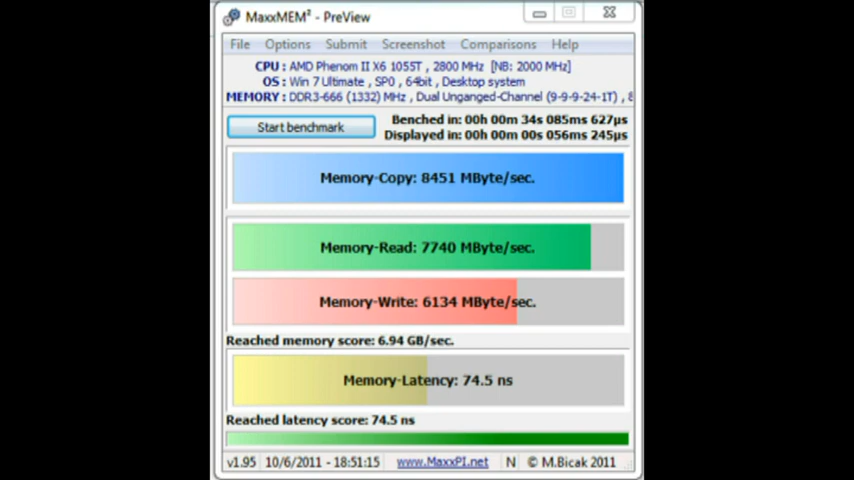 MaxxMEM² - PreView
File Options Submit Screenshot Comparisons Help
CPU : AMD Phenom II X6 1055T , 2800 MHz [NB: 2000 MHz]
OS : Win 7 Ultimate , SP0 , 64bit , Desktop system
MEMORY : DDR3-666 (1332) MHz , Dual Unganged-Channel (9-9-9-24-1T) , 8
Start benchmark
Benched in: 00h 00m 34s 085ms 627µs
Displayed in: 00h 00m 00s 056ms 245µs
Memory-Copy: 8451 MByte/sec.
Memory-Read: 7740 MByte/sec.
Memory-Write: 6134 MByte/sec.
Reached memory score: 6.94 GB/sec.
Memory-Latency: 74.5 ns
Reached latency score: 74.5 ns
v1.95 10/6/2011 - 18:51:15 www.MaxxPI.net N © M.Bicak 2011